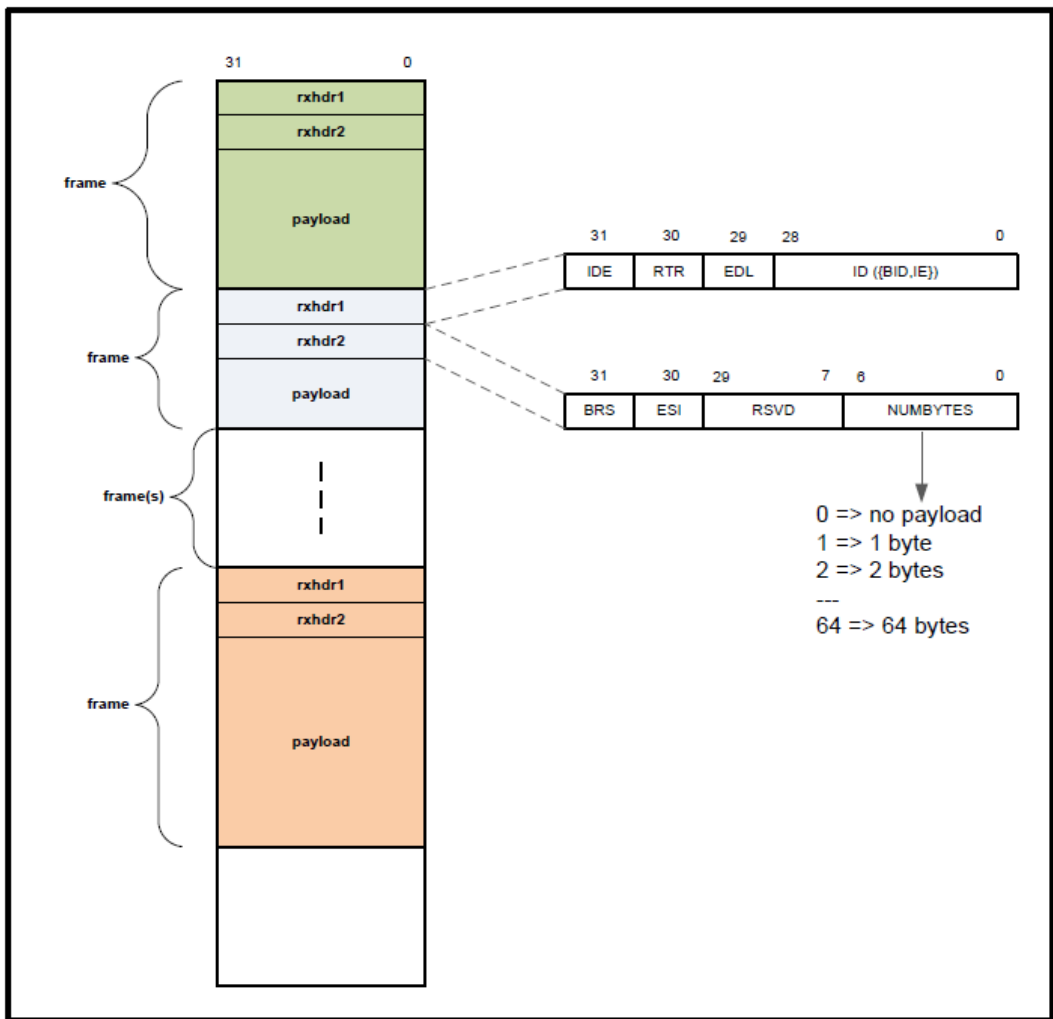 31 0
rxhdr1
rxhdr2
frame
payload
31 30 29 28 0
IDE RTR EDL ID ({BID,IE})
rxhdr1
rxhdr2
frame
payload
31 30 29 7 6 0
BRS ESI RSVD NUMBYTES
frame(s)
0 => no payload
1 => 1 byte
2 => 2 bytes
---
64 => 64 bytes
rxhdr1
rxhdr2
frame
payload